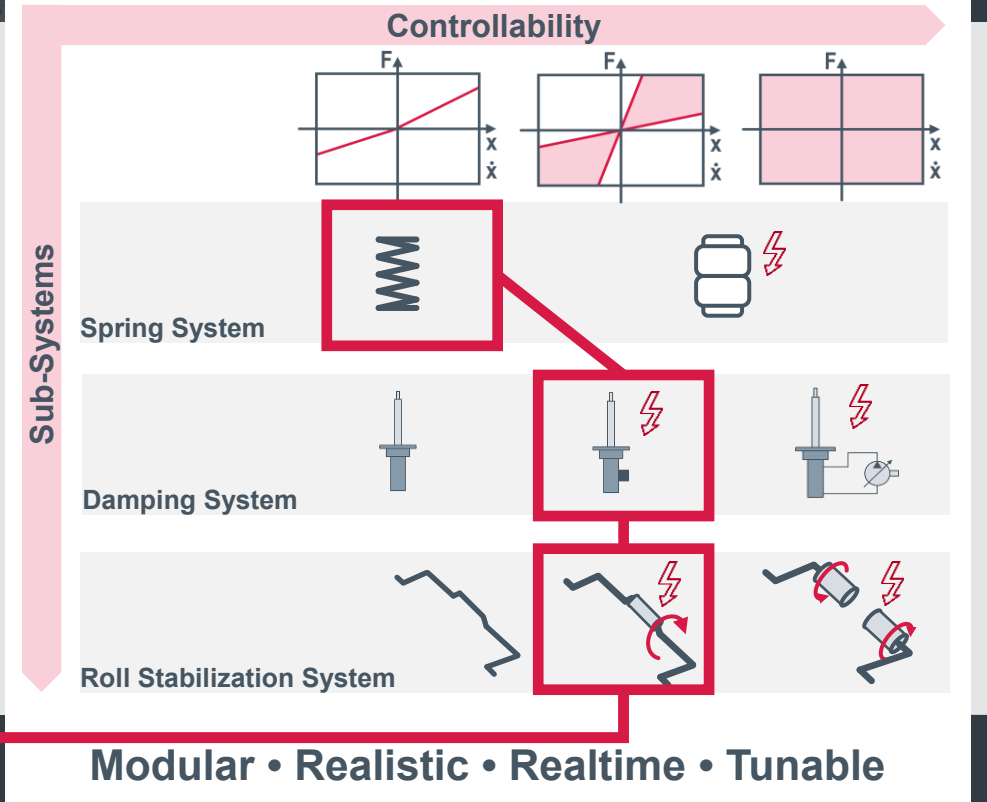 Controllability
F
x
ẋ
F
x
ẋ
F
x
ẋ
Sub-Systems
Spring System
Damping System
Roll Stabilization System
Modular • Realistic • Realtime • Tunable